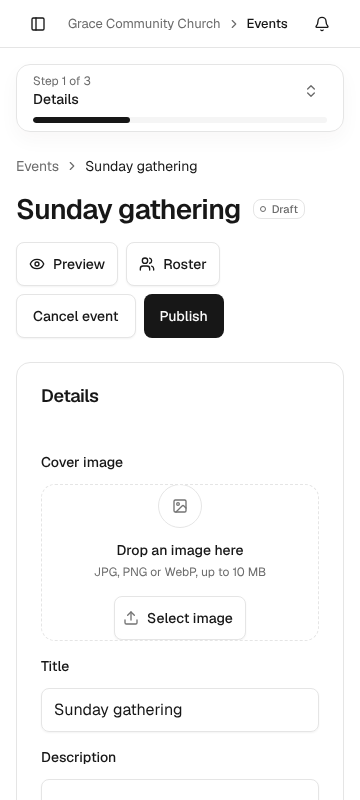 Grace Community Church > Events
Step 1 of 3
Details
Events > Sunday gathering
Sunday gathering Draft
Preview Roster
Cancel event Publish
Details
Cover image
Drop an image here
JPG, PNG or WebP, up to 10 MB
Select image
Title
Sunday gathering
Description